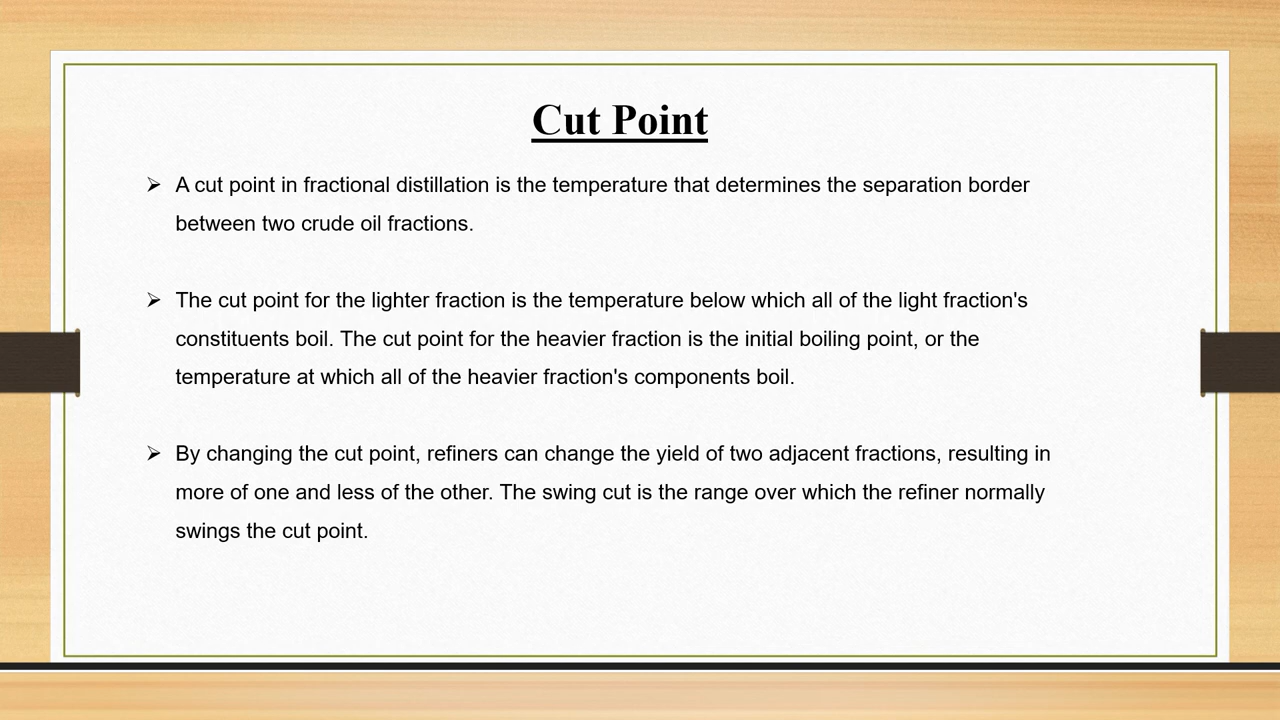 Cut Point
➢ A cut point in fractional distillation is the temperature that determines the separation border
between two crude oil fractions.
➢ The cut point for the lighter fraction is the temperature below which all of the light fraction's
constituents boil. The cut point for the heavier fraction is the initial boiling point, or the
temperature at which all of the heavier fraction's components boil.
➢ By changing the cut point, refiners can change the yield of two adjacent fractions, resulting in
more of one and less of the other. The swing cut is the range over which the refiner normally
swings the cut point.